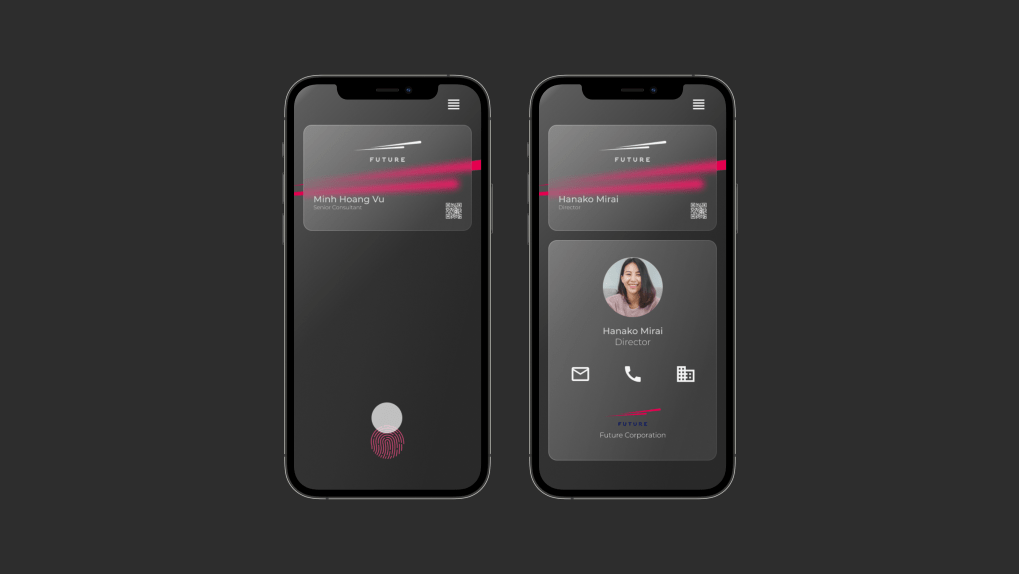 FUTURE
Minh Hoang Vu
Senior Consultant
FUTURE
Hanako Mirai
Director
Hanako Mirai
Director
FUTURE
Future Corporation